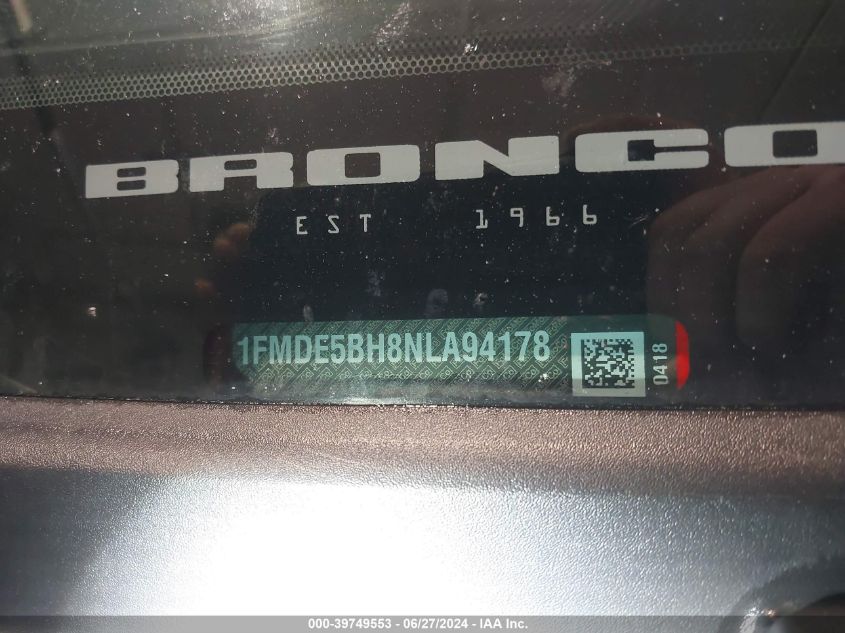 BRONCO
EST 1966
1FMDE5BH8NLA94178
0418
000-39749553 - 06/27/2024 - IAA Inc.